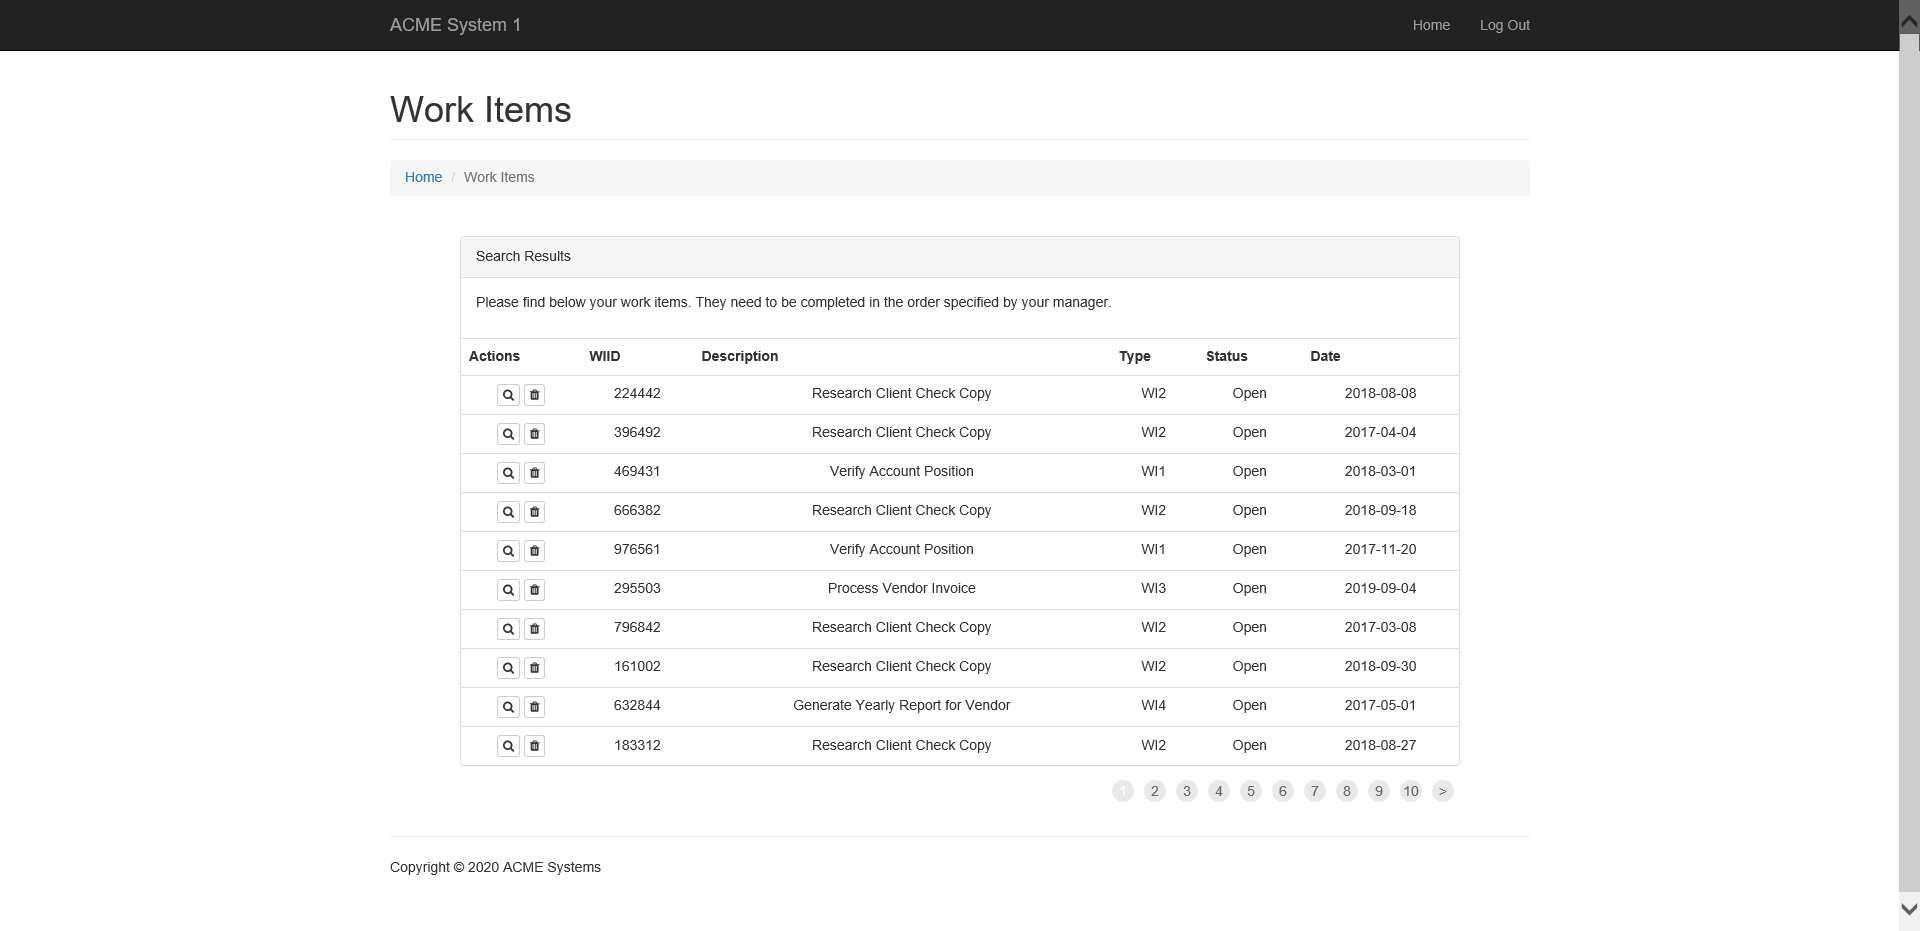 ACME System 1 Home Log Out
Work Items
Home / Work Items
Search Results
Please find below your work items. They need to be completed in the order specified by your manager.
Actions WIID Description Type Status Date
224442 Research Client Check Copy WI2 Open 2018-08-08
396492 Research Client Check Copy WI2 Open 2017-04-04
469431 Verify Account Position WI1 Open 2018-03-01
666382 Research Client Check Copy WI2 Open 2018-09-18
976561 Verify Account Position WI1 Open 2017-11-20
295503 Process Vendor Invoice WI3 Open 2019-09-04
796842 Research Client Check Copy WI2 Open 2017-03-08
161002 Research Client Check Copy WI2 Open 2018-09-30
632844 Generate Yearly Report for Vendor WI4 Open 2017-05-01
183312 Research Client Check Copy WI2 Open 2018-08-27
1 2 3 4 5 6 7 8 9 10 >
Copyright © 2020 ACME Systems